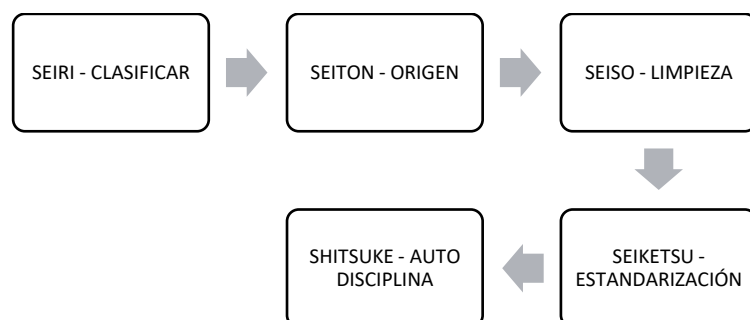 SEIRI - CLASIFICAR
SEITON - ORIGEN
SEISO - LIMPIEZA
SEIKETSU -
ESTANDARIZACIÓN
SHITSUKE - AUTO
DISCIPLINA